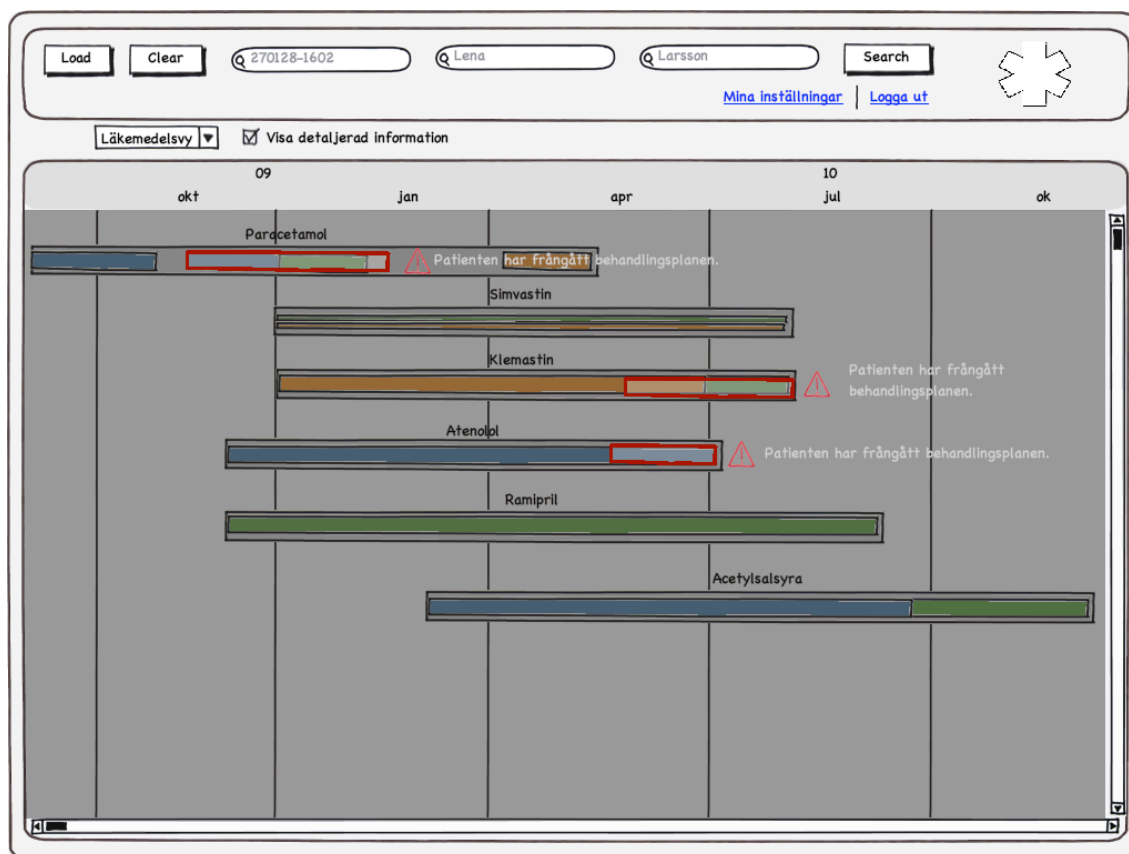 Load
Clear
270128-1602
Lena
Larsson
Search
Mina inställningar
Logga ut
Läkemedelsvy
Visa detaljerad information
09
10
okt
jan
apr
jul
ok
Paracetamol
Patienten har frångått behandlingsplanen.
Simvastin
Klemastin
Patienten har frångått
behandlingsplanen.
Atenolol
Patienten har frångått behandlingsplanen.
Ramipril
Acetylsalsyra